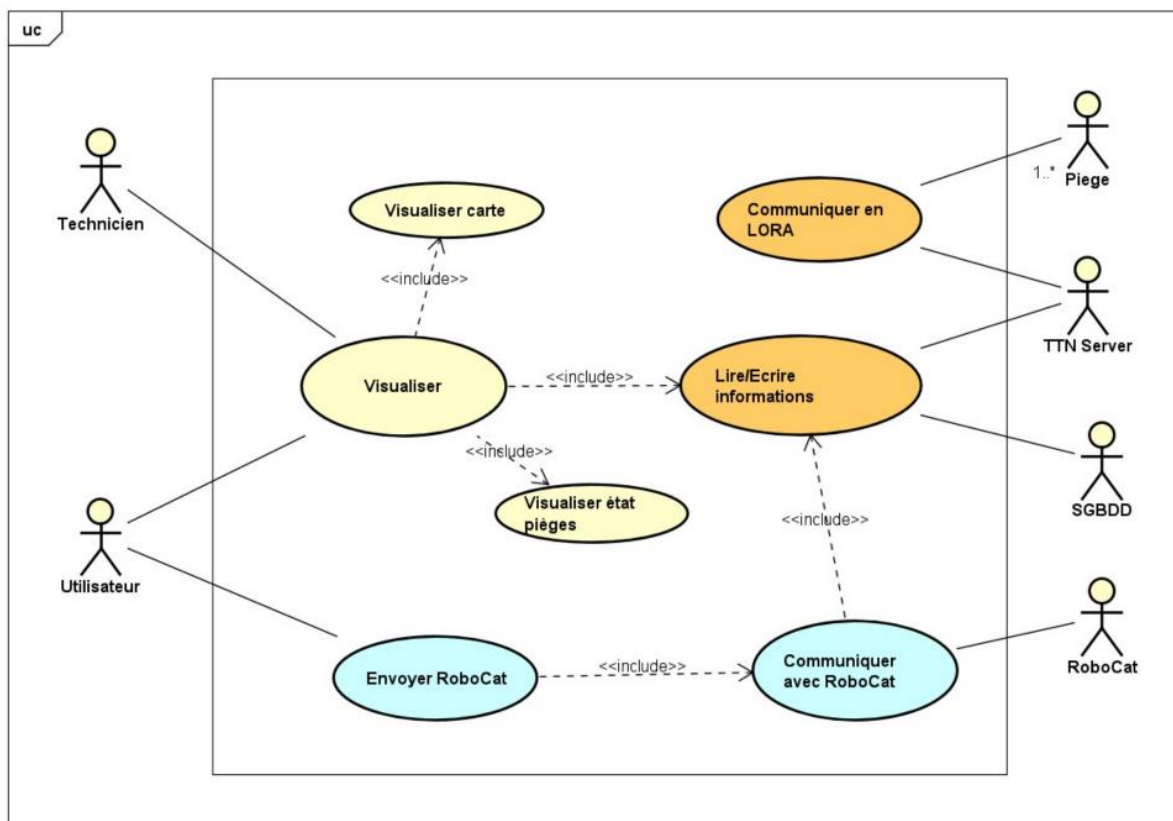 uc
Piege
1..*
Technicien
Visualiser carte
Communiquer en
LORA
<<include>>
TTN Server
Visualiser
<<include>>
Lire/Ecrire
informations
<<include>>
Visualiser état
pièges
SGBDD
<<include>>
Utilisateur
Envoyer RoboCat
<<include>>
Communiquer
avec RoboCat
RoboCat